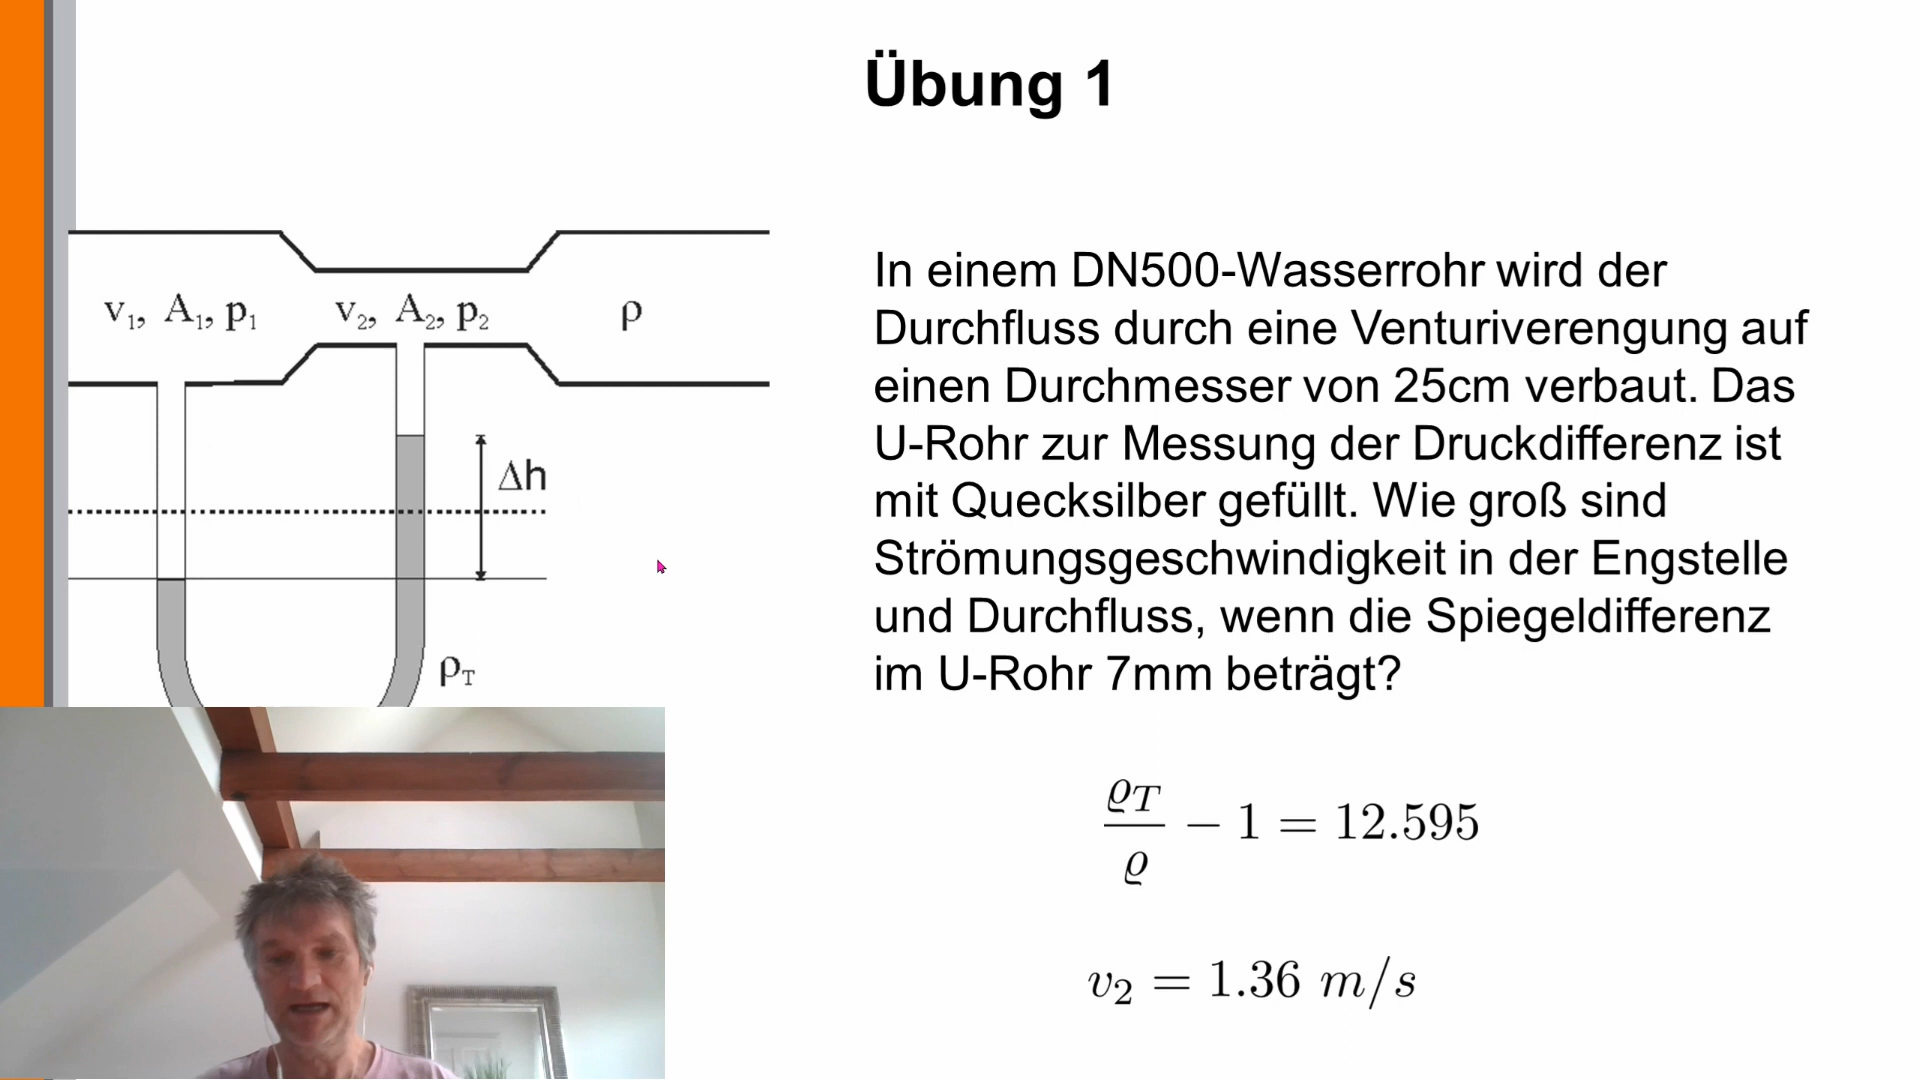 Übung 1
v₁, A₁, p₁ v₂, A₂, p₂ ρ
Δh
ρ_T
In einem DN500-Wasserrohr wird der
Durchfluss durch eine Venturiverengung auf
einen Durchmesser von 25cm verbaut. Das
U-Rohr zur Messung der Druckdifferenz ist
mit Quecksilber gefüllt. Wie groß sind
Strömungsgeschwindigkeit in der Engstelle
und Durchfluss, wenn die Spiegeldifferenz
im U-Rohr 7mm beträgt?
ϱ_T/ϱ − 1 = 12.595
v₂ = 1.36 m/s